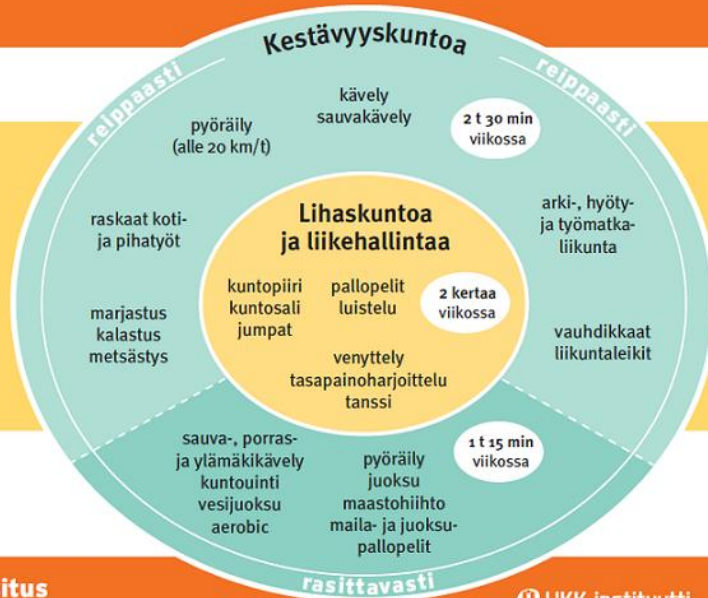 Kestävyyskuntoa
reippaasti
reippaasti
kävely
sauvakävely
2 t 30 min
viikossa
pyöräily
(alle 20 km/t)
raskaat koti-
ja pihatyöt
arki-, hyöty-
ja työmatka-
liikunta
marjastus
kalastus
metsästys
vauhdikkaat
liikuntaleikit
Lihaskuntoa
ja liikehallintaa
kuntopiiri
kuntosali
jumpat
pallopelit
luistelu
2 kertaa
viikossa
venyttely
tasapainoharjoittelu
tanssi
sauva-, porras-
ja ylämäkikävely
kuntouinti
vesijuoksu
aerobic
pyöräily
juoksu
maastohiihto
maila- ja juoksu-
pallopelit
1 t 15 min
viikossa
rasittavasti